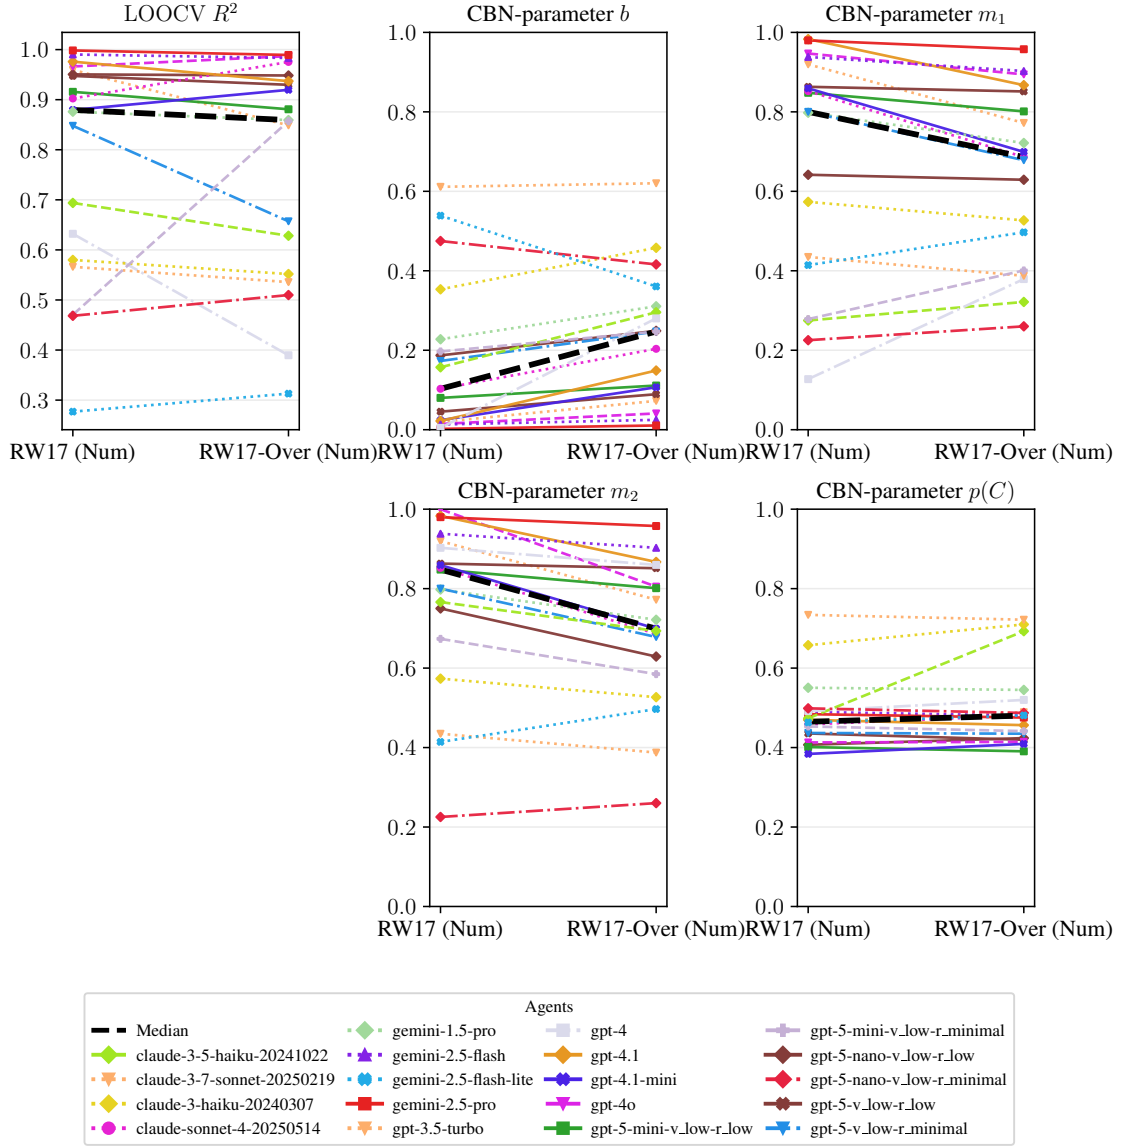 LOOCV R²
CBN-parameter b
CBN-parameter m₁
1.0
0.9
0.8
0.7
0.6
0.5
0.4
0.3
1.0
0.8
0.6
0.4
0.2
0.0
1.0
0.8
0.6
0.4
0.2
0.0
RW17 (Num)
RW17-Over (Num)
RW17 (Num)
RW17-Over (Num)
RW17 (Num)
RW17-Over (Num)
CBN-parameter m₂
CBN-parameter p(C)
1.0
0.8
0.6
0.4
0.2
0.0
1.0
0.8
0.6
0.4
0.2
0.0
RW17 (Num)
RW17-Over (Num)
RW17 (Num)
RW17-Over (Num)
Agents
Median
claude-3-5-haiku-20241022
claude-3-7-sonnet-20250219
claude-3-haiku-20240307
claude-sonnet-4-20250514
gemini-1.5-pro
gemini-2.5-flash
gemini-2.5-flash-lite
gemini-2.5-pro
gpt-3.5-turbo
gpt-4
gpt-4.1
gpt-4.1-mini
gpt-4o
gpt-5-mini-v_low-r_low
gpt-5-mini-v_low-r_minimal
gpt-5-nano-v_low-r_low
gpt-5-nano-v_low-r_minimal
gpt-5-v_low-r_low
gpt-5-v_low-r_minimal